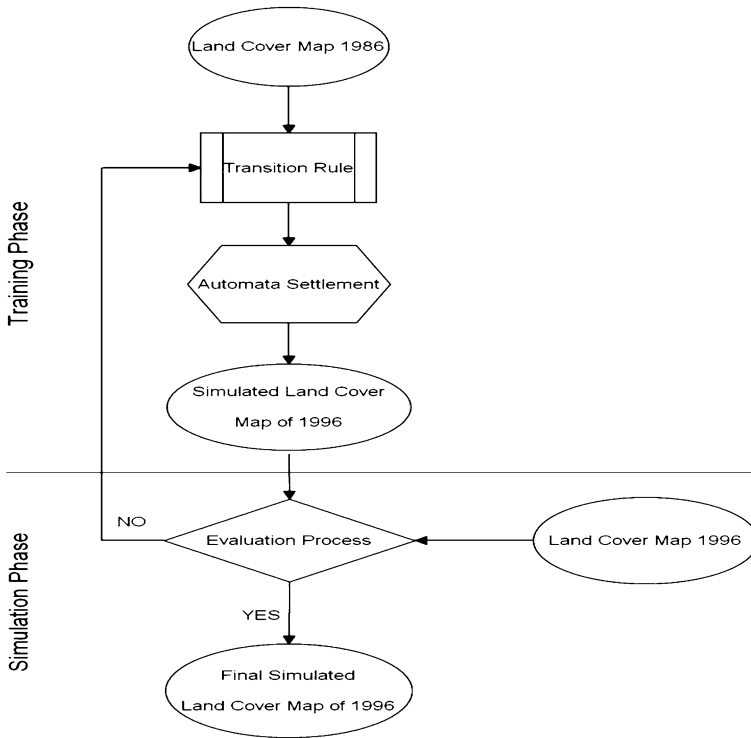 Land Cover Map 1986
Transition Rule
Training Phase
Automata Settlement
Simulated Land Cover
Map of 1996
NO
Evaluation Process
Land Cover Map 1996
Simulation Phase
YES
Final Simulated
Land Cover Map of 1996